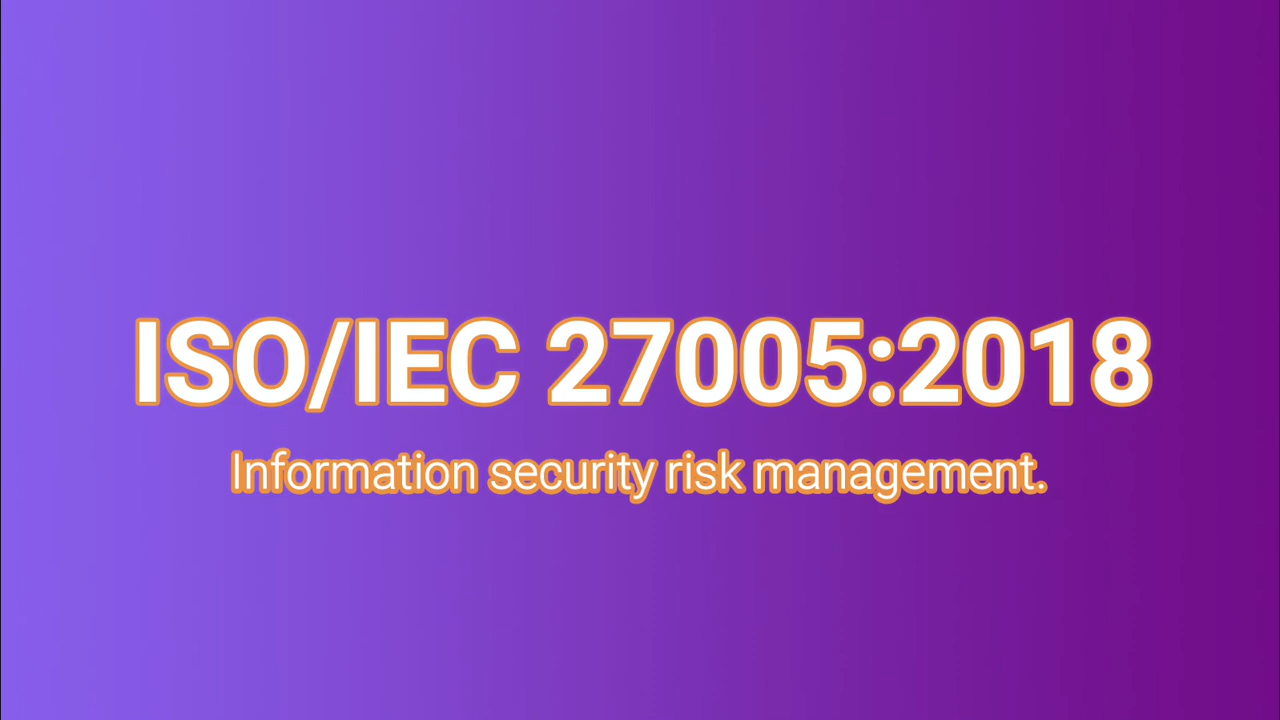 ISO/IEC 27005:2018
Information security risk management.